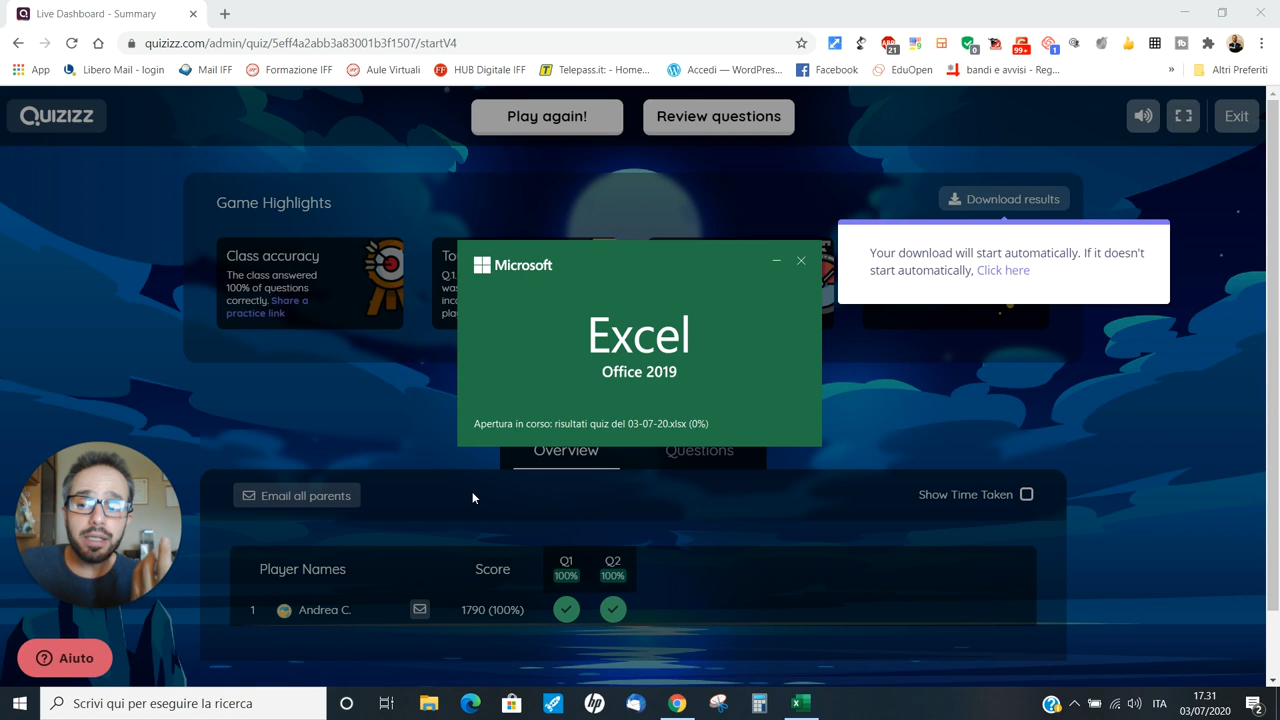 Live Dashboard - Summary
quizizz.com/admin/quiz/5eff4a2abb3a83001b3f1507/startV4
21
0
99+
1
App
Libero Mail - login
Mail IFF
Formazione IFF
Aule Virtuali
HUB Digitale IFF
Telepass.it: - Home...
Accedi — WordPres...
Facebook
EduOpen
bandi e avvisi - Reg...
»
Altri Preferiti
Quizizz
Play again!
Review questions
Exit
Game Highlights
Download results
Your download will start automatically. If it doesn't
start automatically, Click here
Class accuracy
The class answered
100% of questions
correctly. Share a
practice link
Q.1.
Microsoft
Excel
Office 2019
Apertura in corso: risultati quiz del 03-07-20.xlsx (0%)
Overview
Questions
Email all parents
Show Time Taken
Player Names
Score
Q1
100%
Q2
100%
1
Andrea C.
1790 (100%)
Aiuto
Scrivi qui per eseguire la ricerca
ITA
17.31
03/07/2020
2